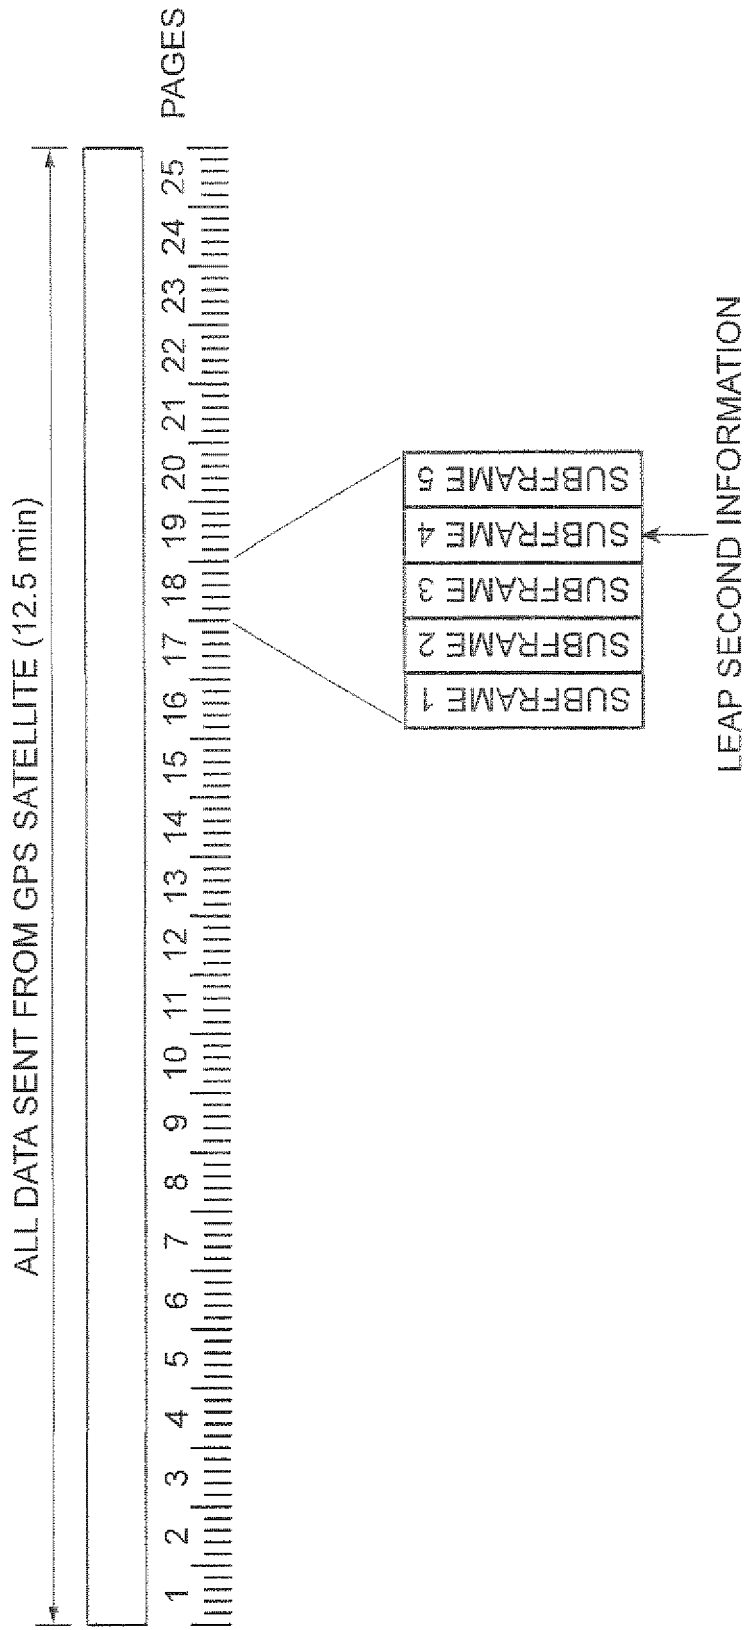 ALL DATA SENT FROM GPS SATELLITE (12.5 min)
1 2 3 4 5 6 7 8 9 10 11 12 13 14 15 16 17 18 19 20 21 22 23 24 25 PAGES
SUBFRAME 1
SUBFRAME 2
SUBFRAME 3
SUBFRAME 4
SUBFRAME 5
LEAP SECOND INFORMATION